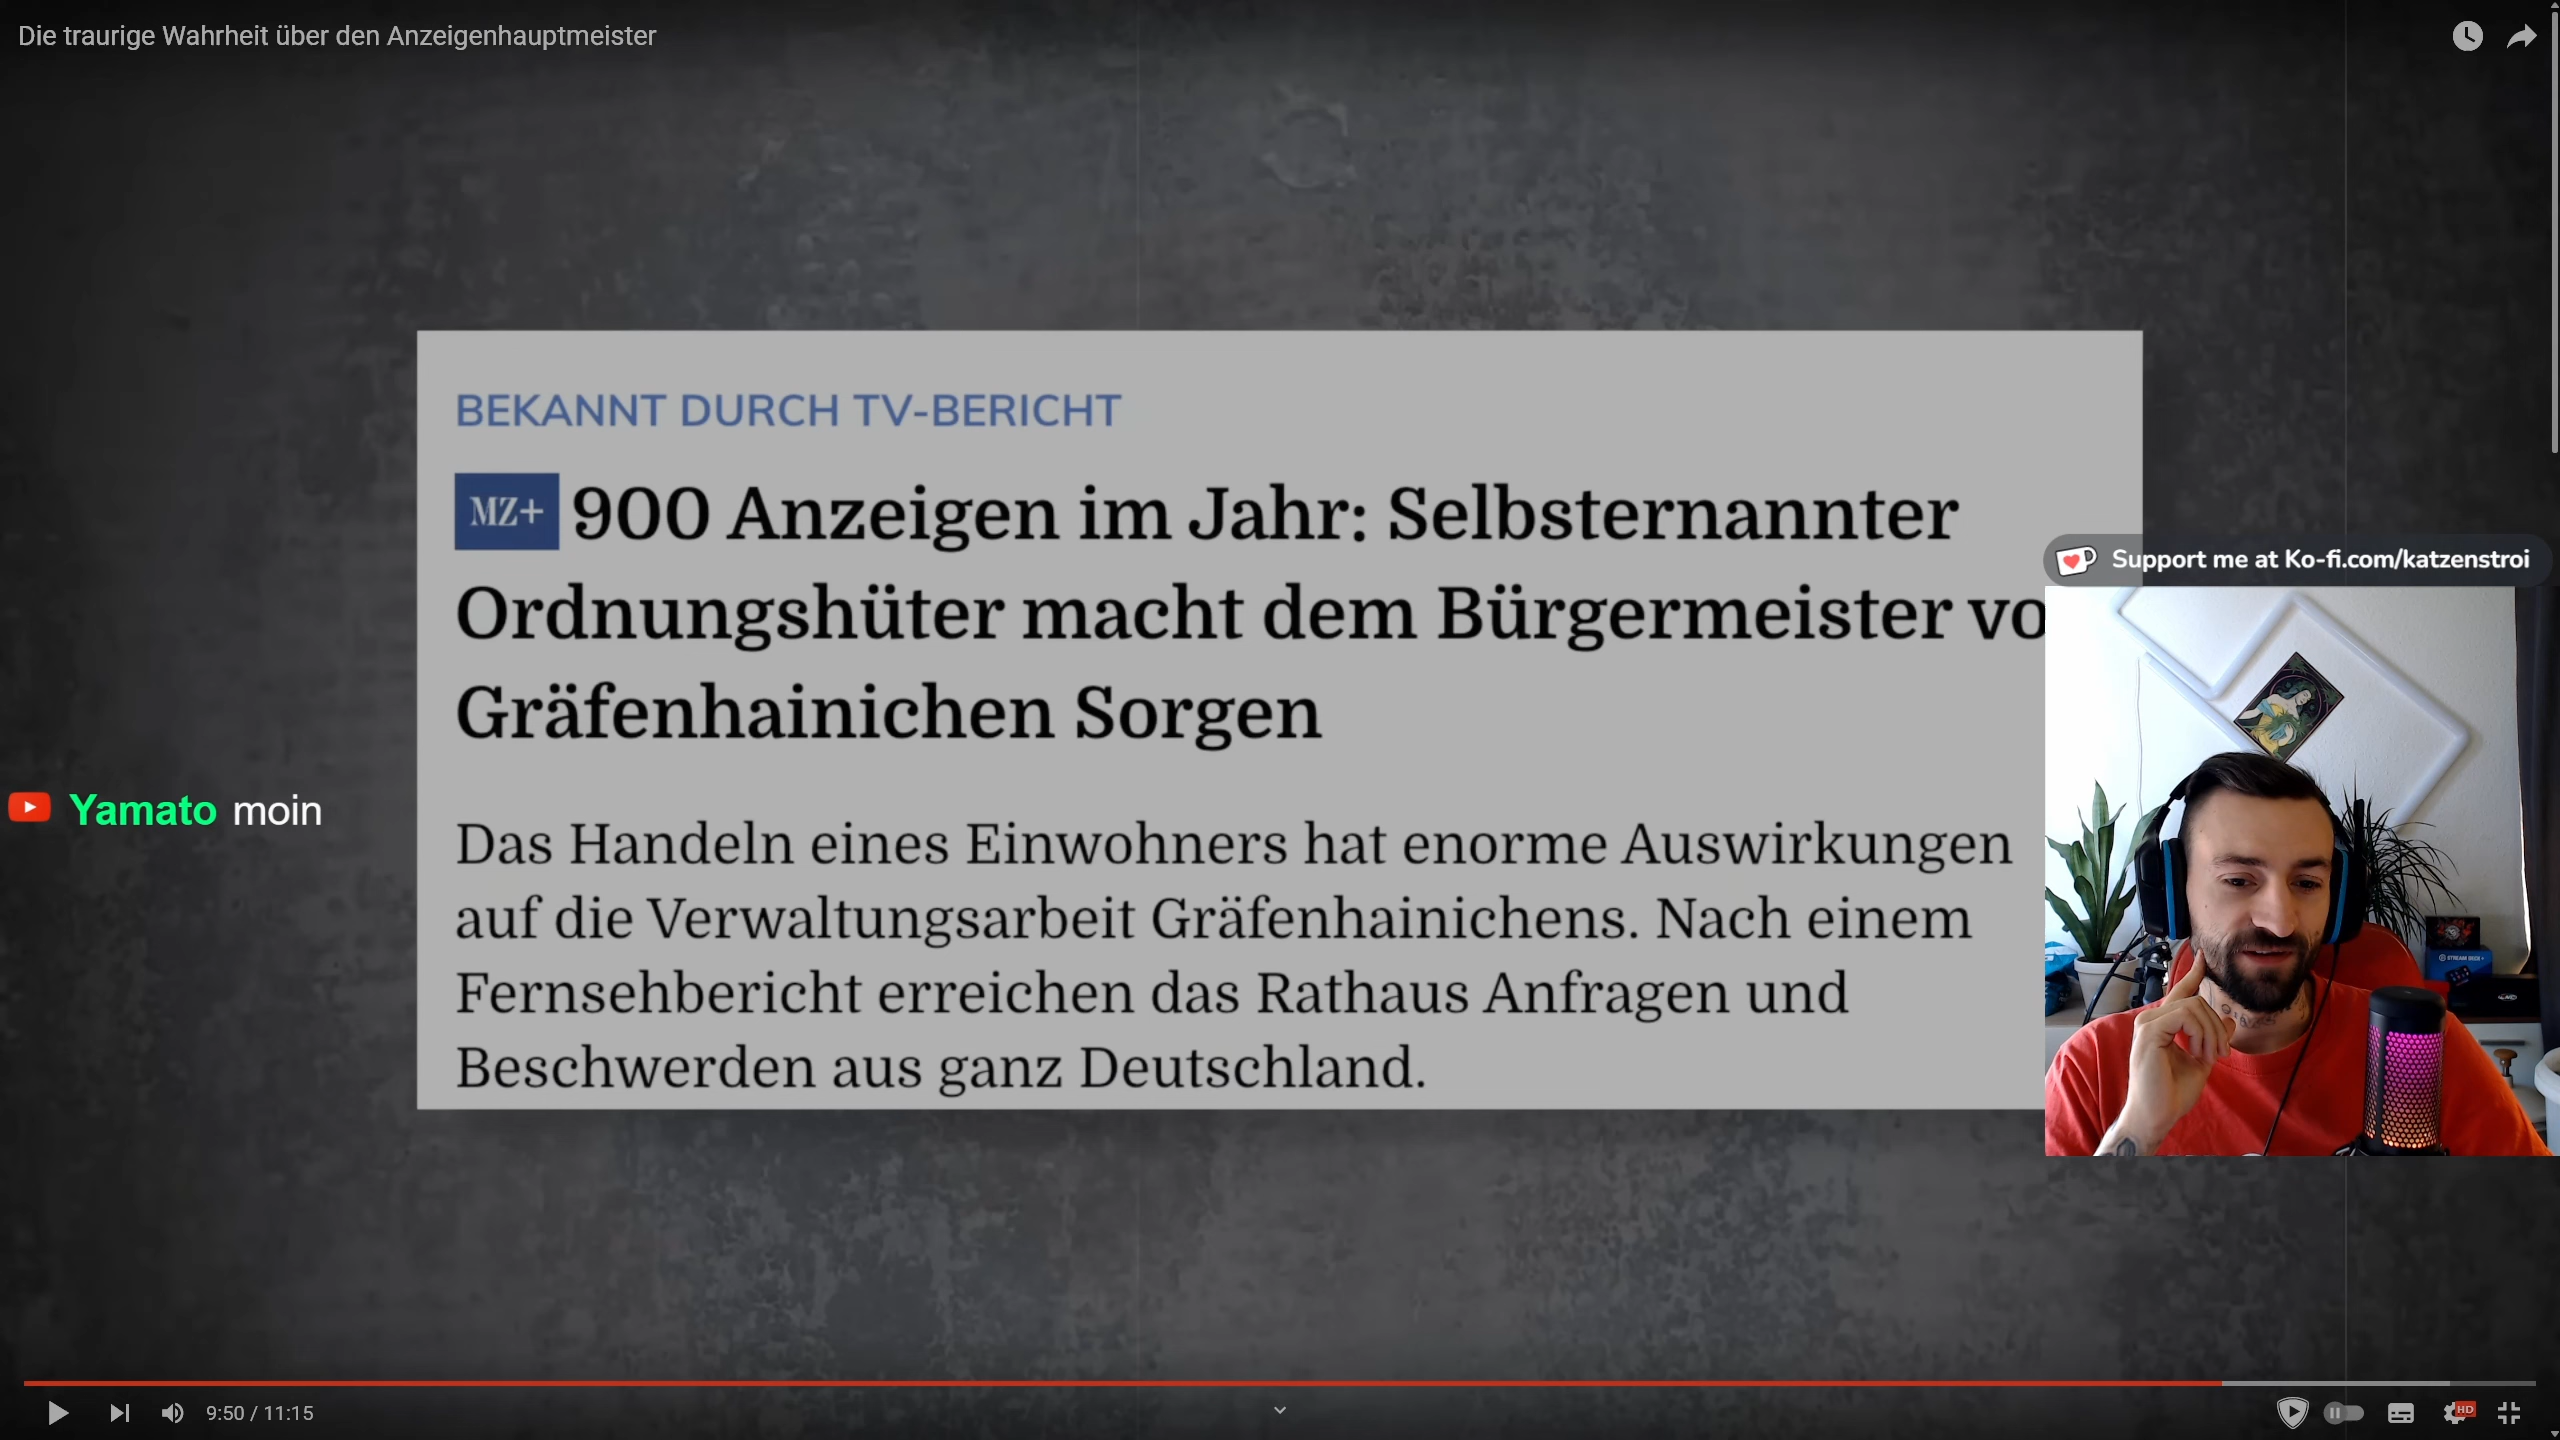 Die traurige Wahrheit über den Anzeigenhauptmeister
BEKANNT DURCH TV-BERICHT
MZ+ 900 Anzeigen im Jahr: Selbsternannter
Ordnungshüter macht dem Bürgermeister vo
Gräfenhainichen Sorgen
Das Handeln eines Einwohners hat enorme Auswirkungen
auf die Verwaltungsarbeit Gräfenhainichens. Nach einem
Fernsehbericht erreichen das Rathaus Anfragen und
Beschwerden aus ganz Deutschland.
Support me at Ko-fi.com/katzenstroi
Yamato moin
STREAM DECK +
9:50 / 11:15
HD